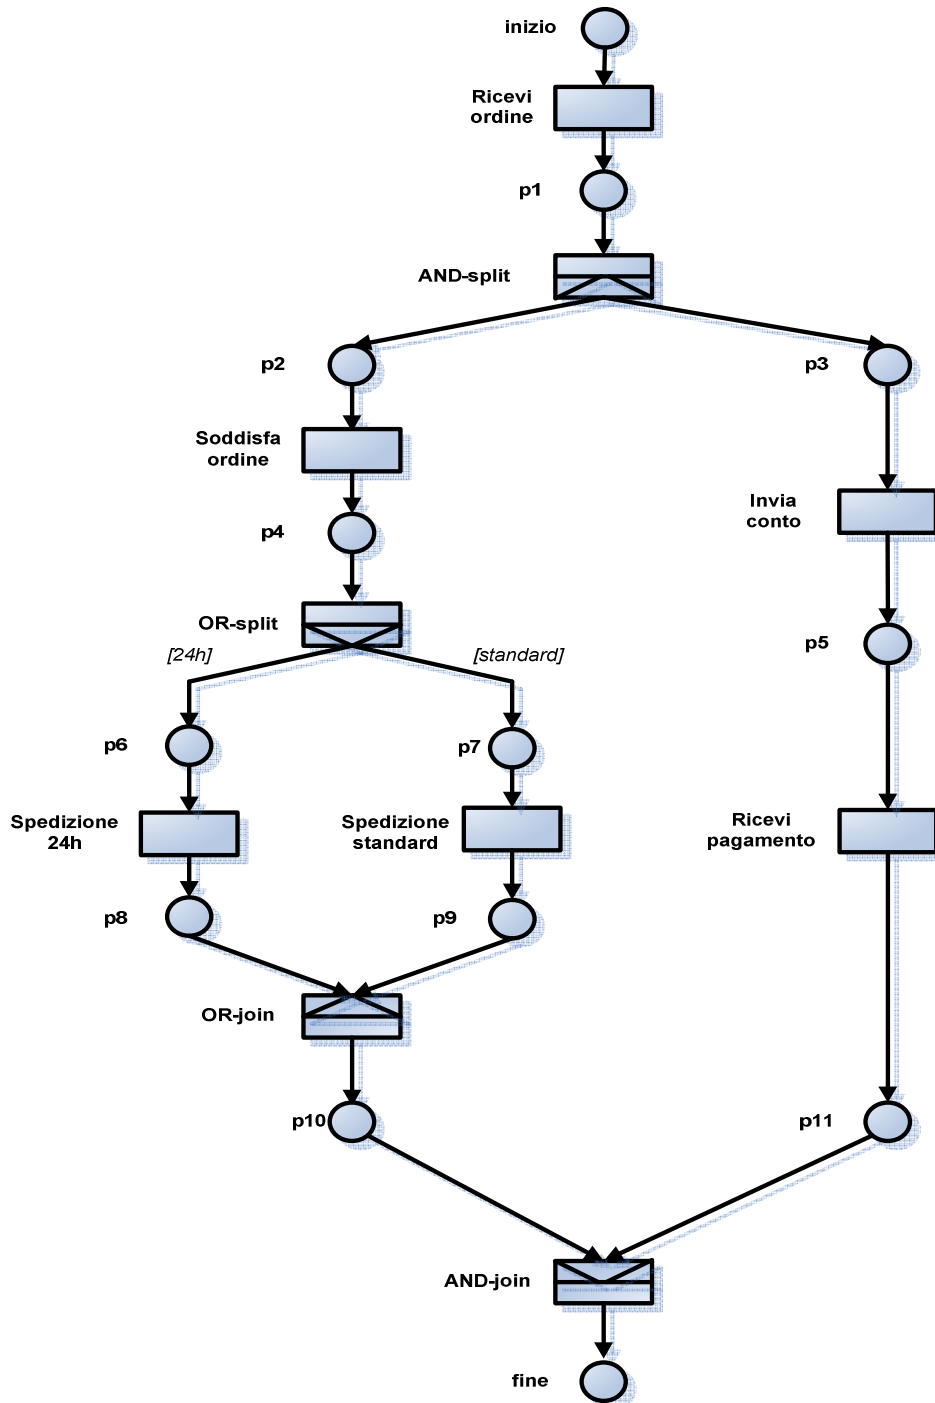 inizio
Ricevi
ordine
p1
AND-split
p2
p3
Soddisfa
ordine
Invia
conto
p4
OR-split
[24h]
[standard]
p5
p6
p7
Spedizione
24h
Spedizione
standard
Ricevi
pagamento
p8
p9
OR-join
p10
p11
AND-join
fine